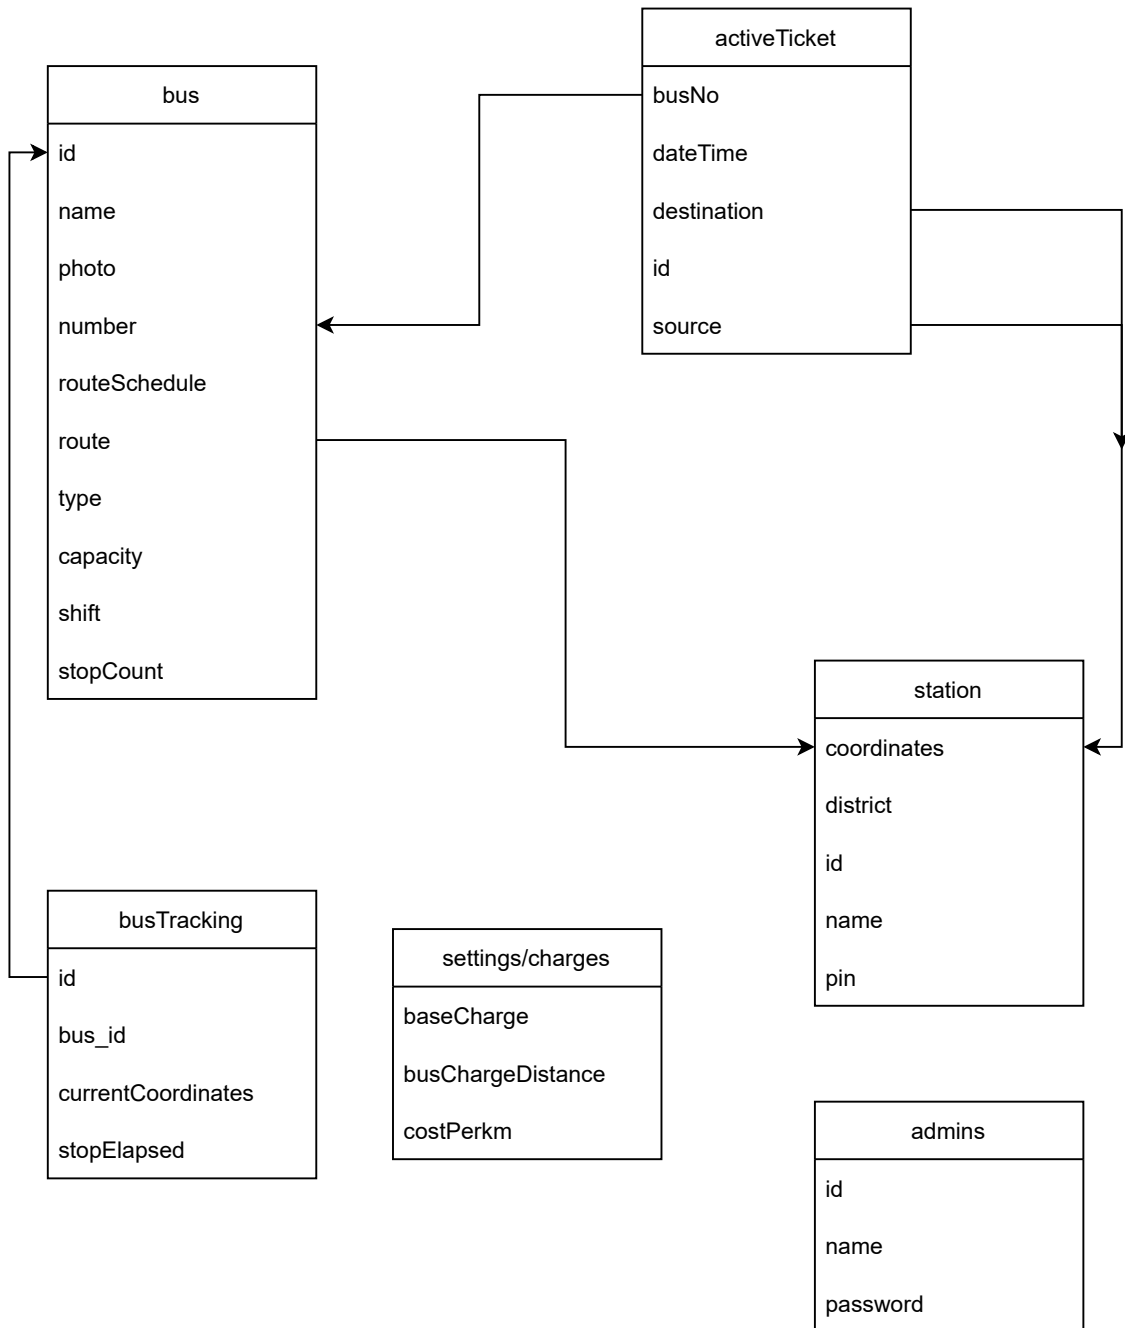 activeTicket
busNo
dateTime
destination
id
source
bus
id
name
photo
number
routeSchedule
route
type
capacity
shift
stopCount
station
coordinates
district
id
name
pin
busTracking
id
bus_id
currentCoordinates
stopElapsed
settings/charges
baseCharge
busChargeDistance
costPerkm
admins
id
name
password